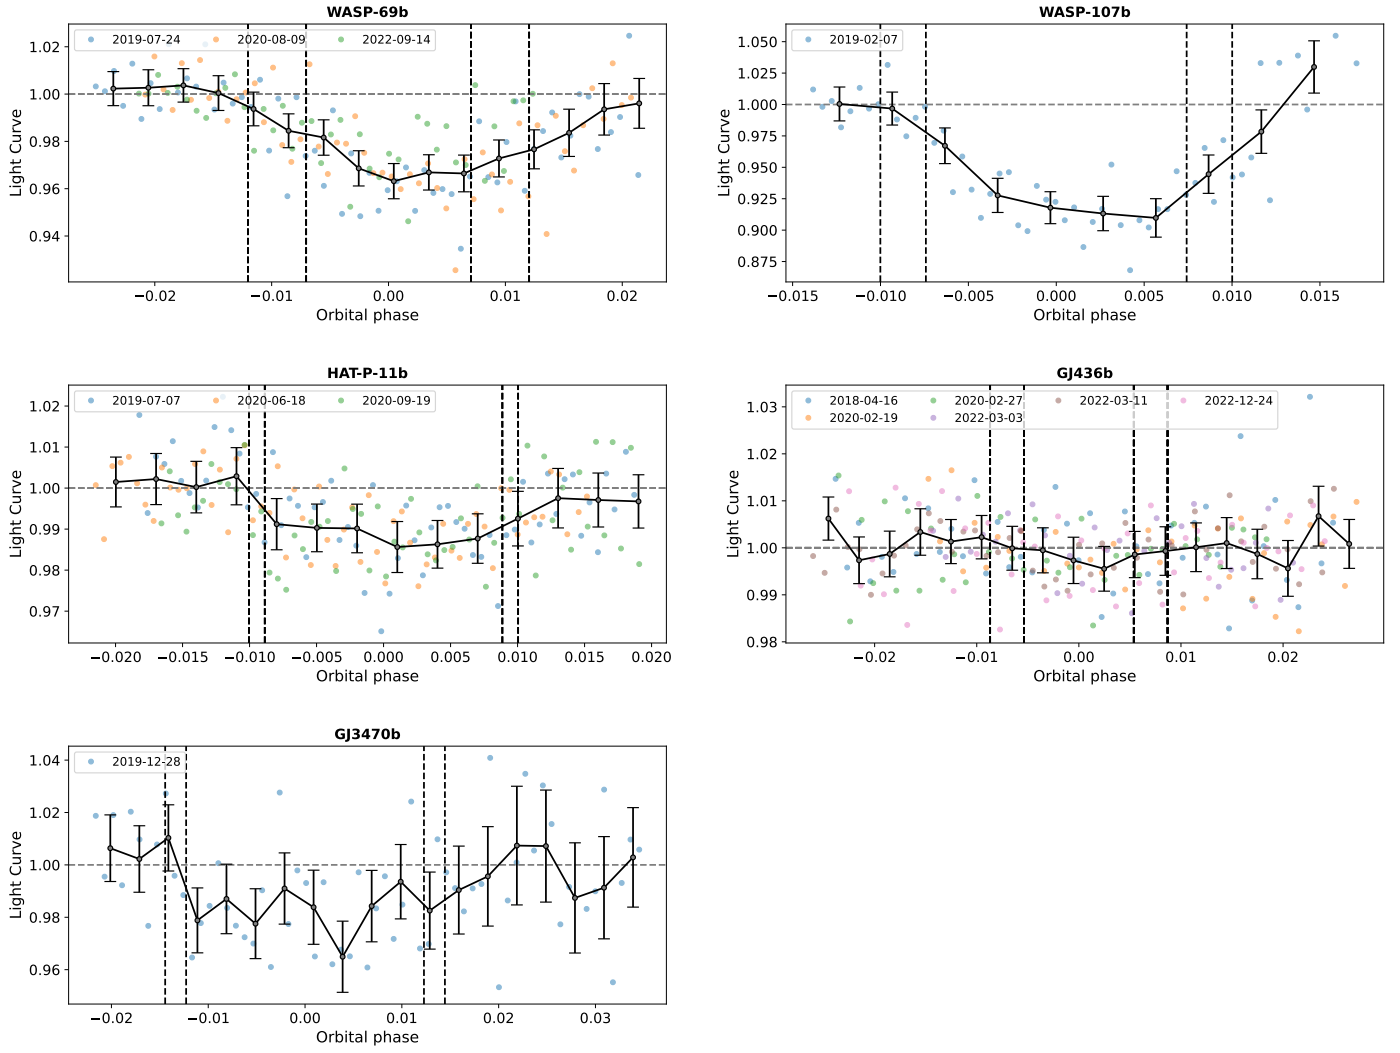 WASP-69b
2019-07-24 2020-08-09 2022-09-14
1.02
1.00
0.98
0.96
0.94
Light Curve
−0.02 −0.01 0.00 0.01 0.02
Orbital phase
WASP-107b
2019-02-07
1.050
1.025
1.000
0.975
0.950
0.925
0.900
0.875
Light Curve
−0.015 −0.010 −0.005 0.000 0.005 0.010 0.015
Orbital phase
HAT-P-11b
2019-07-07 2020-06-18 2020-09-19
1.02
1.01
1.00
0.99
0.98
0.97
Light Curve
−0.020 −0.015 −0.010 −0.005 0.000 0.005 0.010 0.015 0.020
Orbital phase
GJ436b
2018-04-16 2020-02-27 2022-03-11 2022-12-24
2020-02-19 2022-03-03
1.03
1.02
1.01
1.00
0.99
0.98
Light Curve
−0.02 −0.01 0.00 0.01 0.02
Orbital phase
GJ3470b
2019-12-28
1.04
1.02
1.00
0.98
0.96
Light Curve
−0.02 −0.01 0.00 0.01 0.02 0.03
Orbital phase